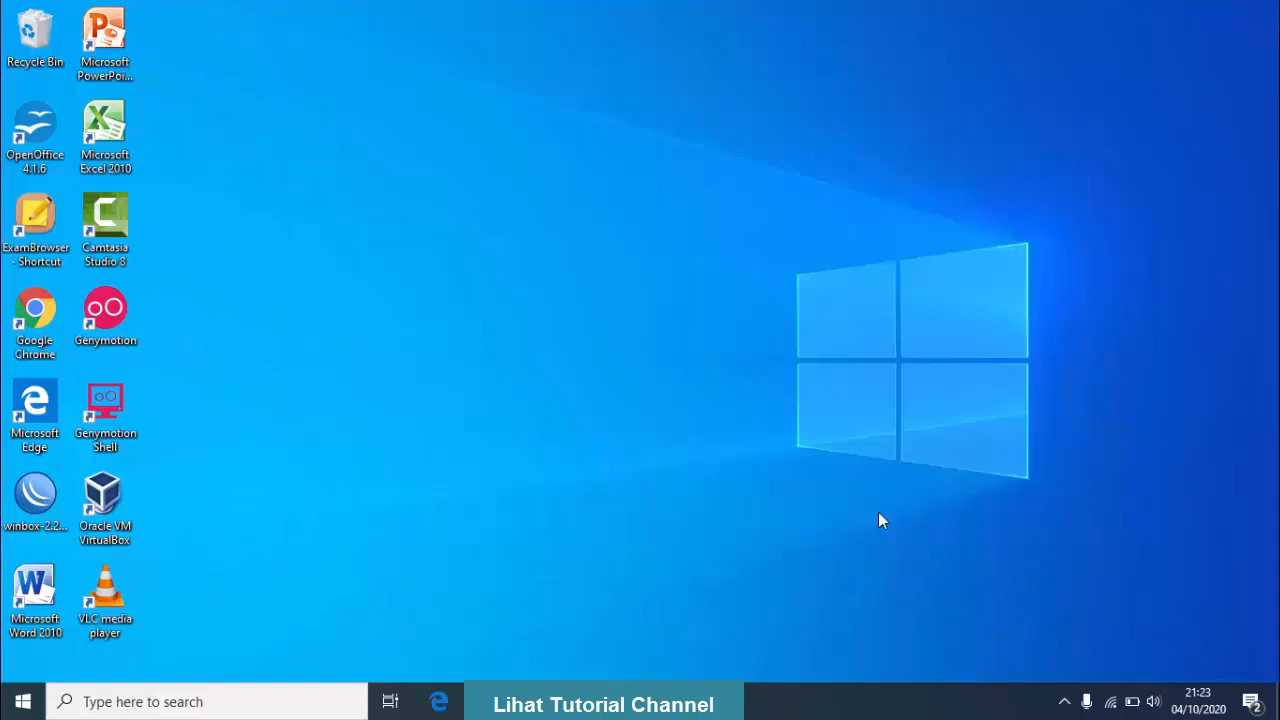 Recycle Bin
Microsoft
PowerPoi...
OpenOffice
4.1.6
Microsoft
Excel 2010
ExamBrowser
- Shortcut
Camtasia
Studio 8
Google
Chrome
Genymotion
Microsoft
Edge
Genymotion
Shell
winbox-2.2...
Oracle VM
VirtualBox
Microsoft
Word 2010
VLC media
player
Type here to search
Lihat Tutorial Channel
21:23
04/10/2020
2